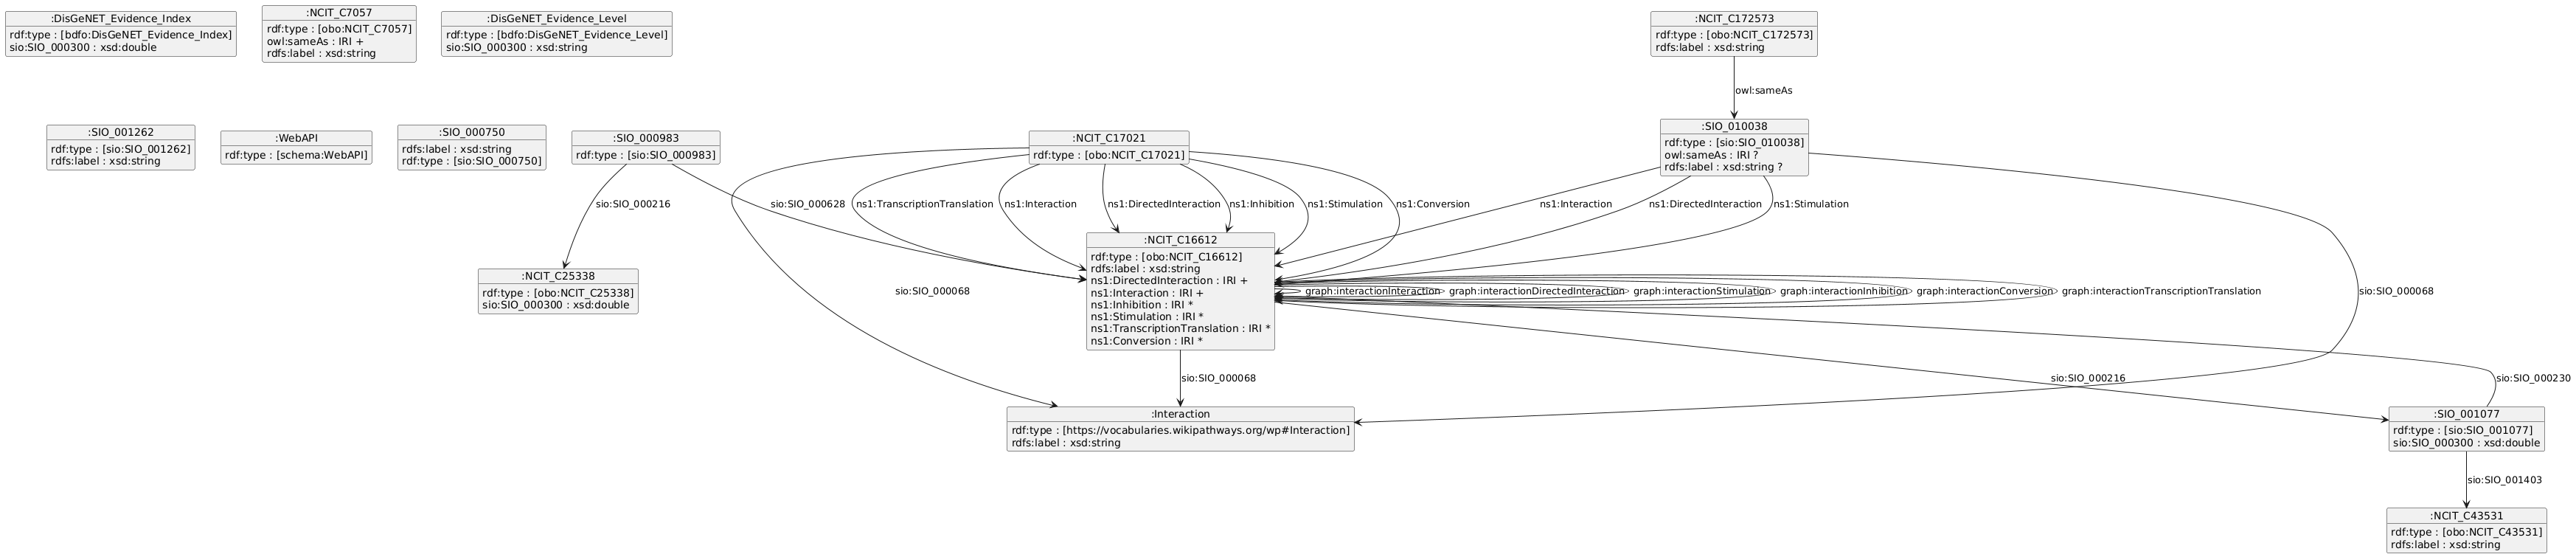 :DisGeNET_Evidence_Index
rdf:type : [bdfo:DisGeNET_Evidence_Index]
sio:SIO_000300 : xsd:double
:NCIT_C7057
rdf:type : [obo:NCIT_C7057]
owl:sameAs : IRI +
rdfs:label : xsd:string
:DisGeNET_Evidence_Level
rdf:type : [bdfo:DisGeNET_Evidence_Level]
sio:SIO_000300 : xsd:string
:NCIT_C172573
rdf:type : [obo:NCIT_C172573]
rdfs:label : xsd:string
owl:sameAs
:SIO_001262
rdf:type : [sio:SIO_001262]
rdfs:label : xsd:string
:WebAPI
rdf:type : [schema:WebAPI]
:SIO_000750
rdfs:label : xsd:string
rdf:type : [sio:SIO_000750]
:SIO_000983
rdf:type : [sio:SIO_000983]
:NCIT_C17021
rdf:type : [obo:NCIT_C17021]
:SIO_010038
rdf:type : [sio:SIO_010038]
owl:sameAs : IRI ?
rdfs:label : xsd:string ?
sio:SIO_000216
sio:SIO_000628
ns1:TranscriptionTranslation
ns1:Interaction
ns1:DirectedInteraction
ns1:Inhibition
ns1:Stimulation
ns1:Conversion
ns1:Interaction
ns1:DirectedInteraction
ns1:Stimulation
:NCIT_C25338
rdf:type : [obo:NCIT_C25338]
sio:SIO_000300 : xsd:double
sio:SIO_000068
:NCIT_C16612
rdf:type : [obo:NCIT_C16612]
rdfs:label : xsd:string
ns1:DirectedInteraction : IRI +
ns1:Interaction : IRI +
ns1:Inhibition : IRI *
ns1:Stimulation : IRI *
ns1:TranscriptionTranslation : IRI *
ns1:Conversion : IRI *
graph:interactionInteraction
graph:interactionDirectedInteraction
graph:interactionStimulation
graph:interactionInhibition
graph:interactionConversion
graph:interactionTranscriptionTranslation
sio:SIO_000068
sio:SIO_000068
sio:SIO_000216
sio:SIO_000230
:Interaction
rdf:type : [https://vocabularies.wikipathways.org/wp#Interaction]
rdfs:label : xsd:string
:SIO_001077
rdf:type : [sio:SIO_001077]
sio:SIO_000300 : xsd:double
sio:SIO_001403
:NCIT_C43531
rdf:type : [obo:NCIT_C43531]
rdfs:label : xsd:string